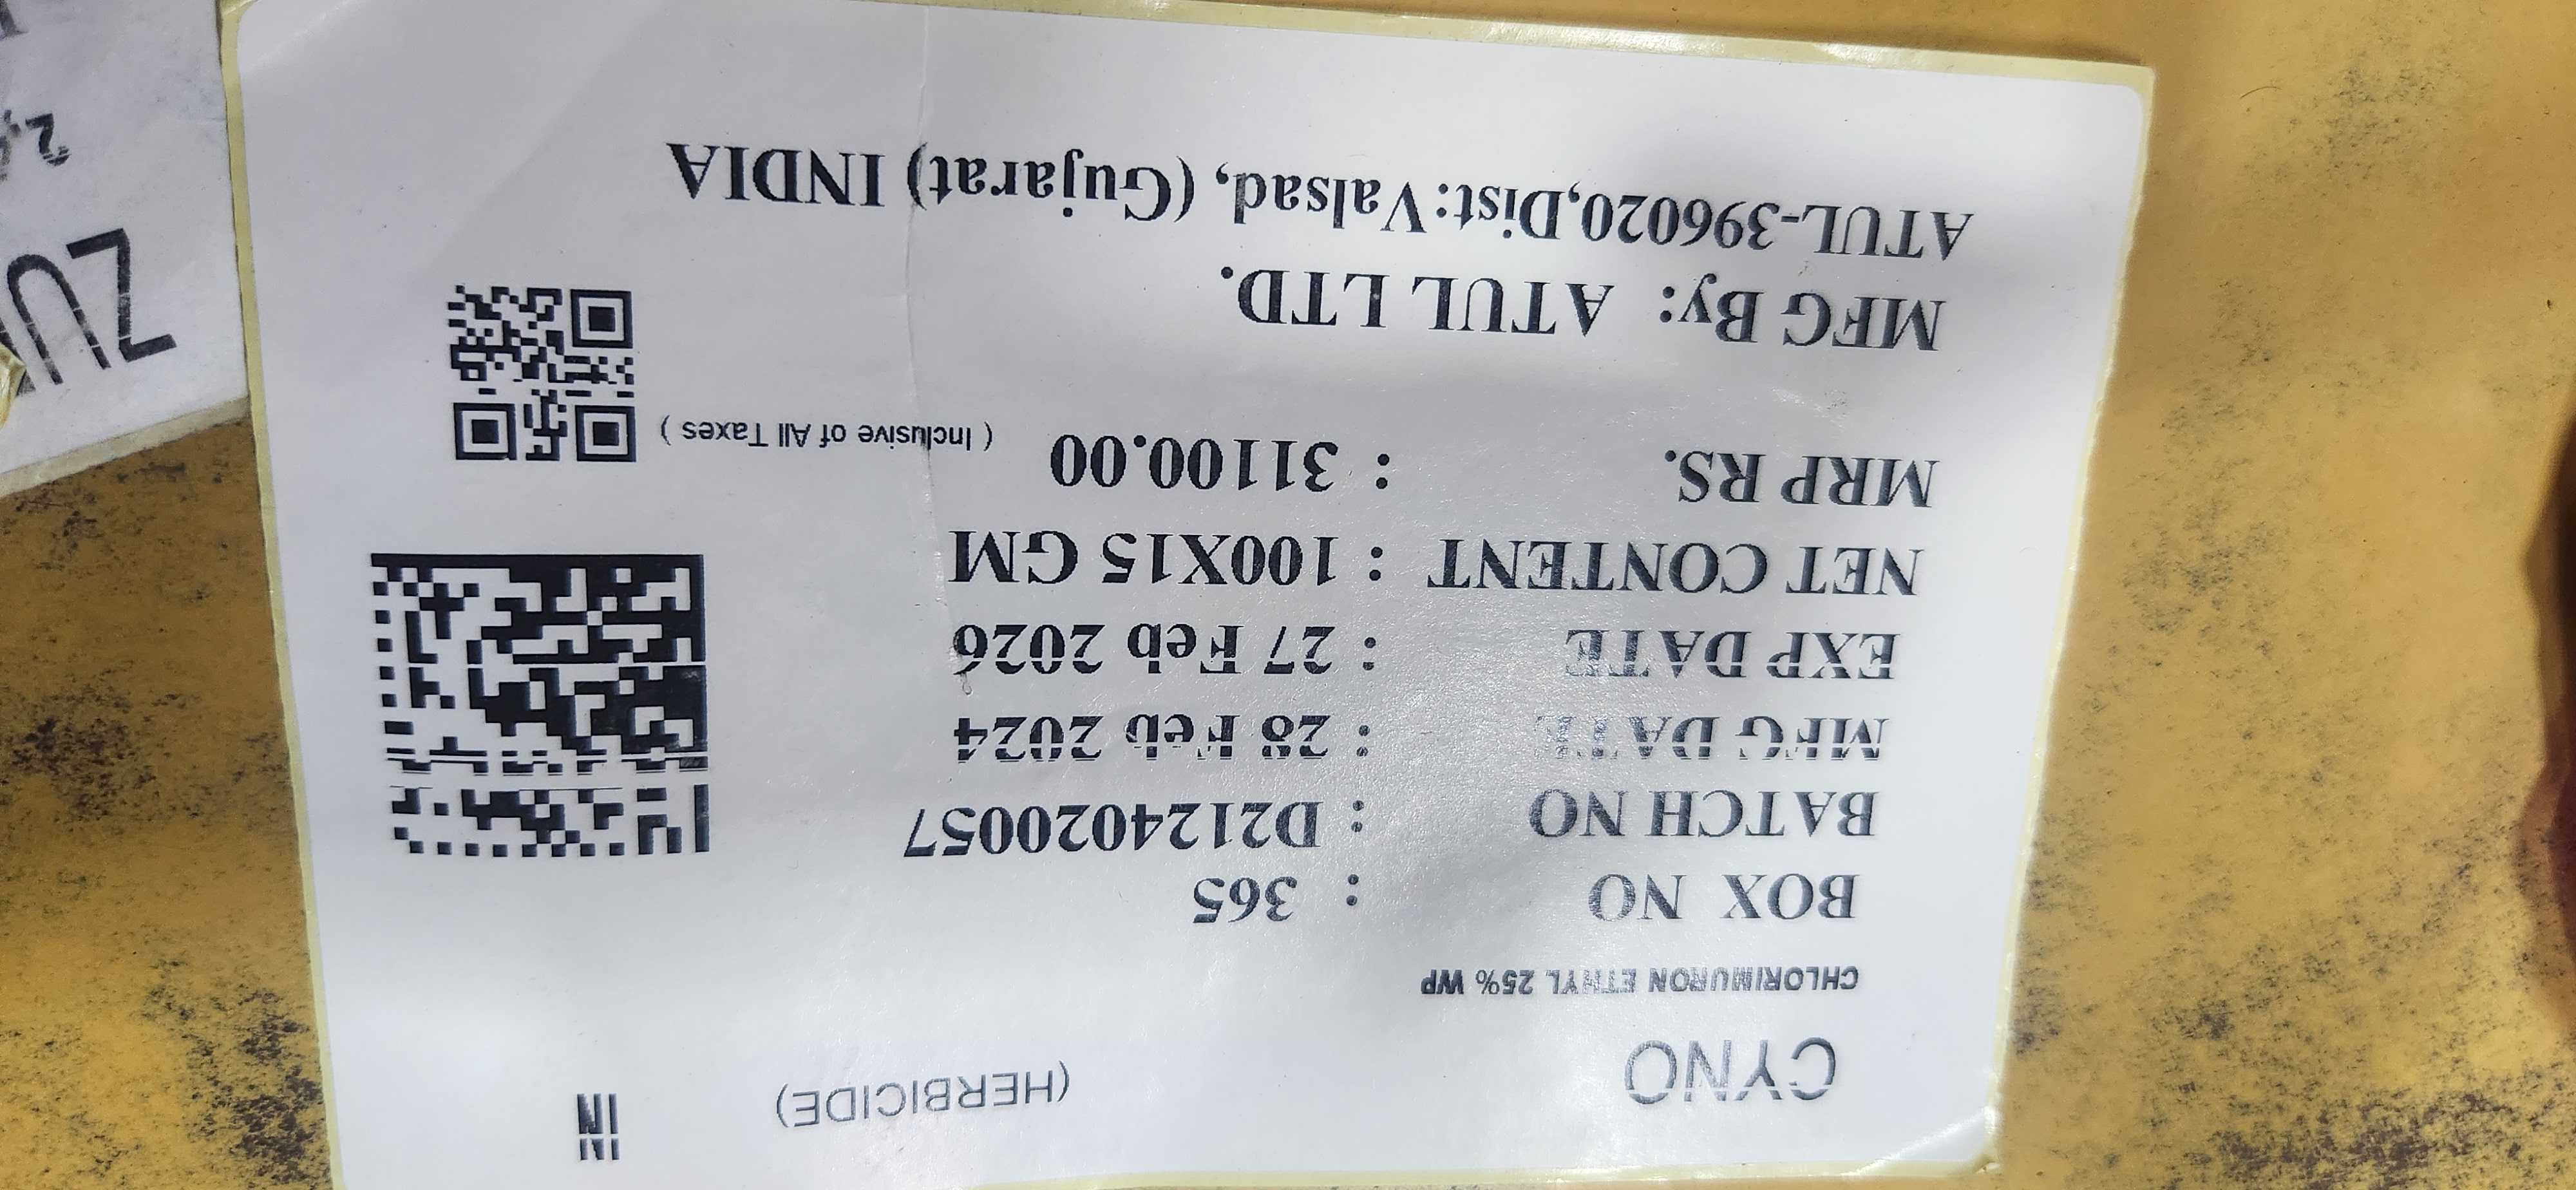 CYNO (HERBICIDE) IN
CHLORIMURON ETHYL 25% WP
BOX NO : 365
BATCH NO : D2124020057
MFG DATE : 28 Feb 2024
EXP DATE : 27 Feb 2026
NET CONTENT : 100X15 GM
MRP RS. : 31100.00 ( Inclusive of All Taxes )
MFG By: ATUL LTD.
ATUL-396020,Dist:Valsad, (Gujarat) INDIA